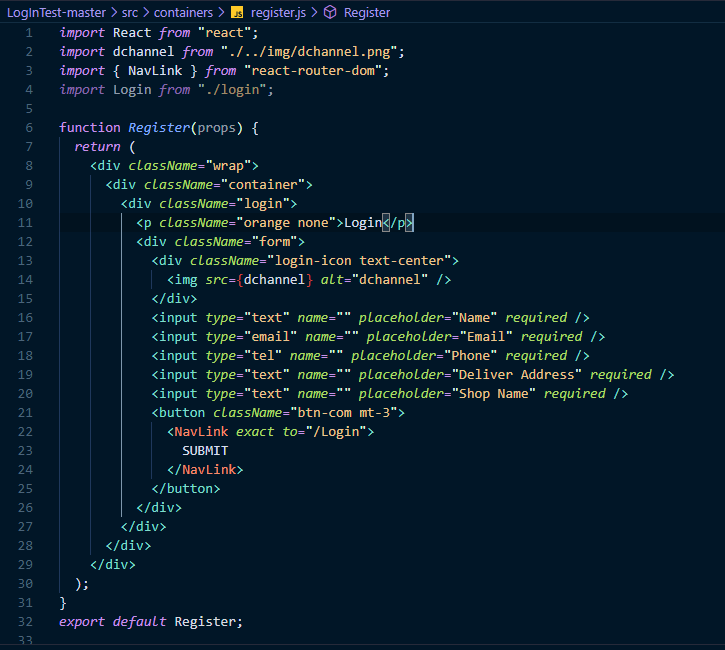 LogInTest-master > src > containers > JS register.js > Register
1 import React from "react";
2 import dchannel from "./../img/dchannel.png";
3 import { NavLink } from "react-router-dom";
4 import Login from "./login";
5
6 function Register(props) {
7   return (
8     <div className="wrap">
9       <div className="container">
10         <div className="login">
11           <p className="orange none">Login</p>
12           <div className="form">
13             <div className="login-icon text-center">
14               <img src={dchannel} alt="dchannel" />
15             </div>
16             <input type="text" name="" placeholder="Name" required />
17             <input type="email" name="" placeholder="Email" required />
18             <input type="tel" name="" placeholder="Phone" required />
19             <input type="text" name="" placeholder="Deliver Address" required />
20             <input type="text" name="" placeholder="Shop Name" required />
21             <button className="btn-com mt-3">
22               <NavLink exact to="/Login">
23                 SUBMIT
24               </NavLink>
25             </button>
26           </div>
27         </div>
28       </div>
29     </div>
30   );
31 }
32 export default Register;
33